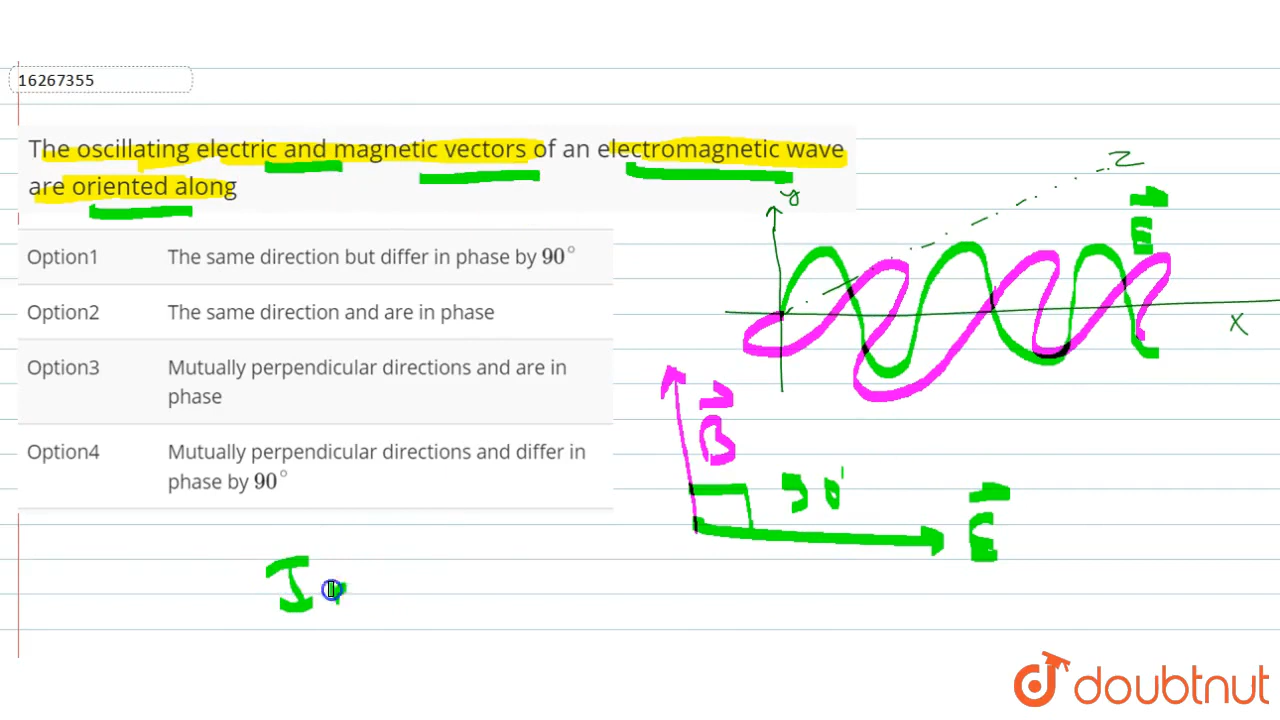 16267355
The oscillating electric and magnetic vectors of an electromagnetic wave
are oriented along
Option1 The same direction but differ in phase by 90°
Option2 The same direction and are in phase
Option3 Mutually perpendicular directions and are in
phase
Option4 Mutually perpendicular directions and differ in
phase by 90°
y
Z
E
X
B
90°
E
I
doubtnut